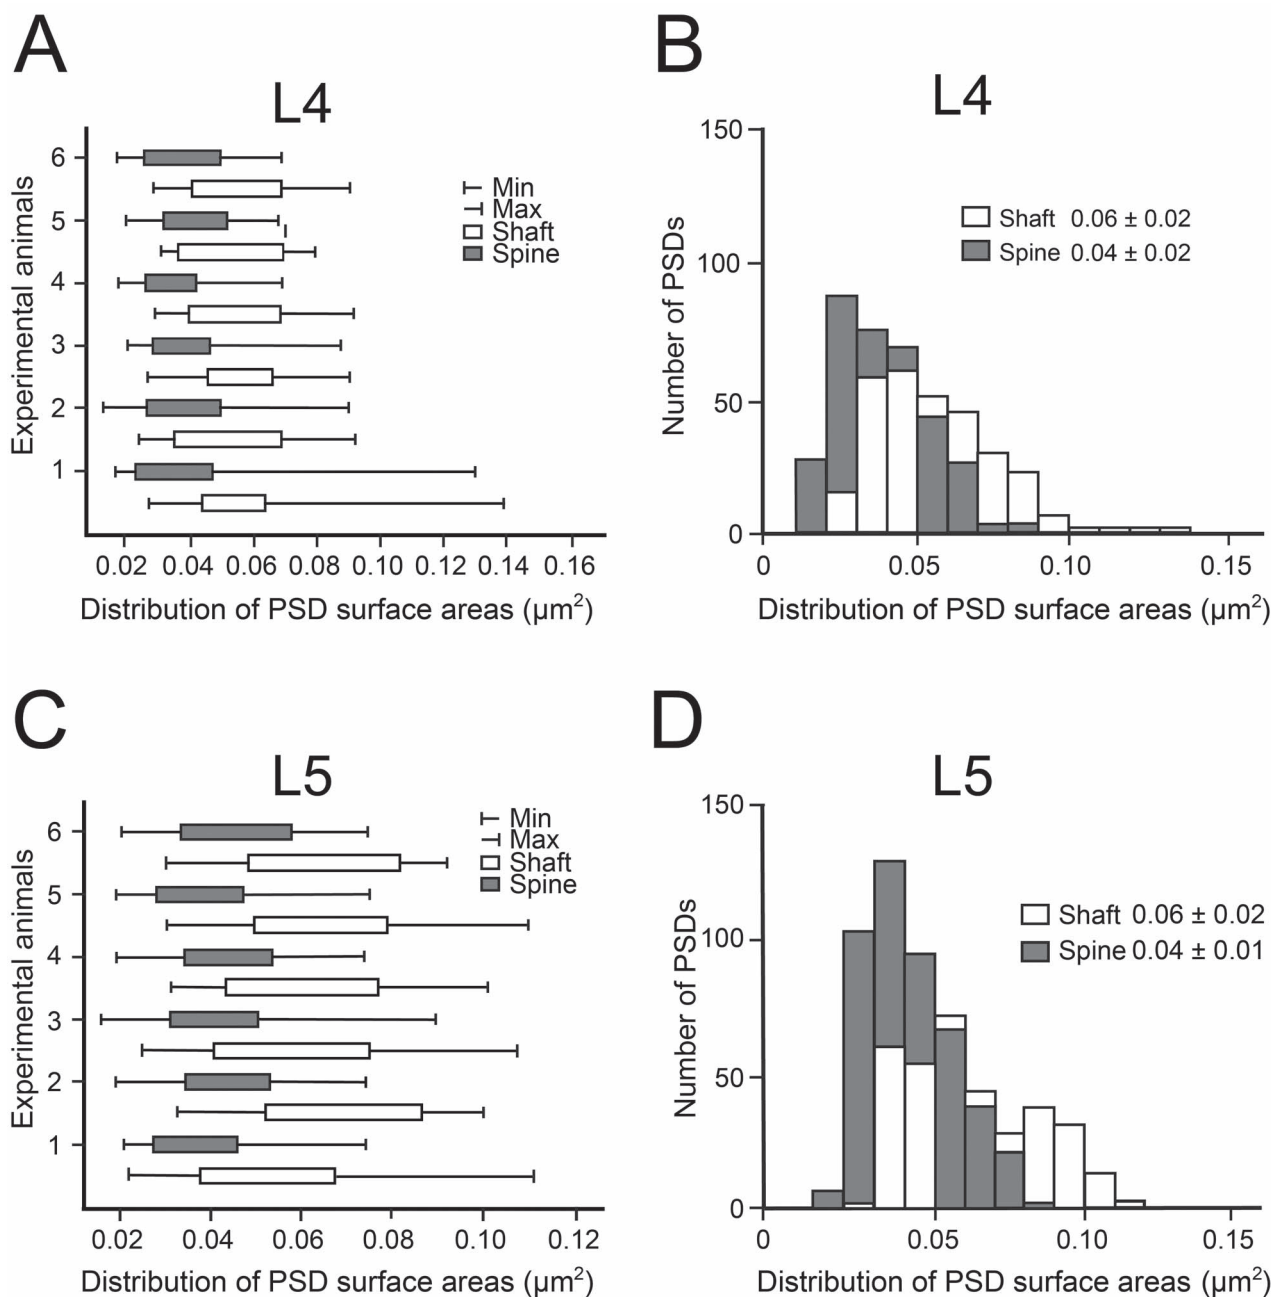 A
L4
6
5
4
3
2
1
Experimental animals
Min
Max
Shaft
Spine
0.02 0.04 0.06 0.08 0.10 0.12 0.14 0.16
Distribution of PSD surface areas (µm²)
B
L4
150
100
50
0
Number of PSDs
Shaft 0.06 ± 0.02
Spine 0.04 ± 0.02
0 0.05 0.10 0.15
Distribution of PSD surface areas (µm²)
C
L5
6
5
4
3
2
1
Experimental animals
Min
Max
Shaft
Spine
0.02 0.04 0.06 0.08 0.10 0.12
Distribution of PSD surface areas (µm²)
D
L5
150
100
50
0
Number of PSDs
Shaft 0.06 ± 0.02
Spine 0.04 ± 0.01
0 0.05 0.10 0.15
Distribution of PSD surface areas (µm²)